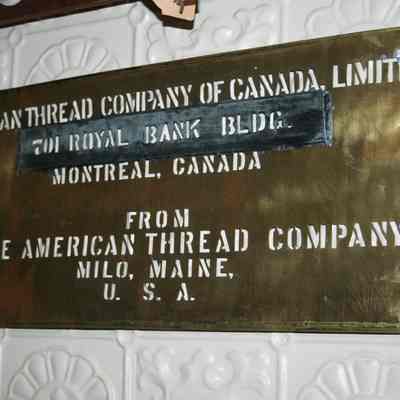 AN THREAD COMPANY OF CANADA, LIMIT
701 ROYAL BANK BLDG.
MONTREAL, CANADA
FROM
E AMERICAN THREAD COMPANY
MILO, MAINE,
U. S. A.